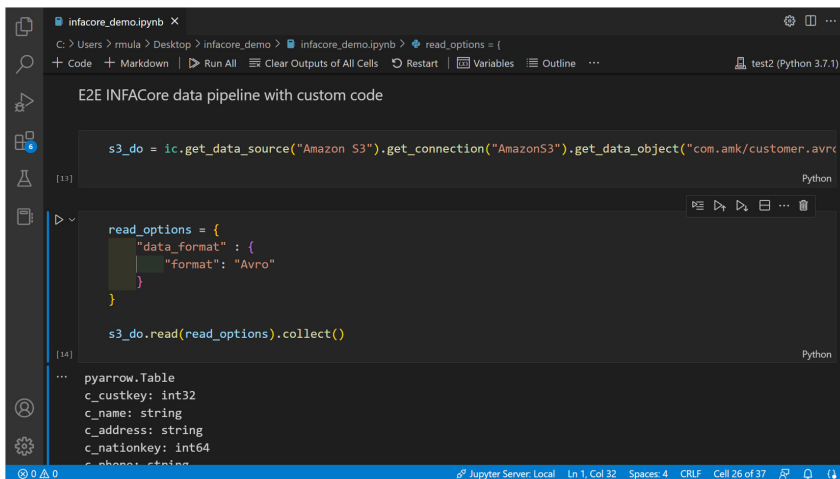 infacore_demo.ipynb
C: > Users > rmula > Desktop > infacore_demo > infacore_demo.ipynb > read_options = {
+ Code + Markdown | Run All Clear Outputs of All Cells Restart | Variables Outline ... test2 (Python 3.7.1)
E2E INFACore data pipeline with custom code
s3_do = ic.get_data_source("Amazon S3").get_connection("AmazonS3").get_data_object("com.amk/customer.avro
[13] Python
6
read_options = {
"data_format" : {
"format": "Avro"
}
}
s3_do.read(read_options).collect()
[14] Python
... pyarrow.Table
c_custkey: int32
c_name: string
c_address: string
c_nationkey: int64
c_phone: string
0 0 Jupyter Server: Local Ln 1, Col 32 Spaces: 4 CRLF Cell 26 of 37